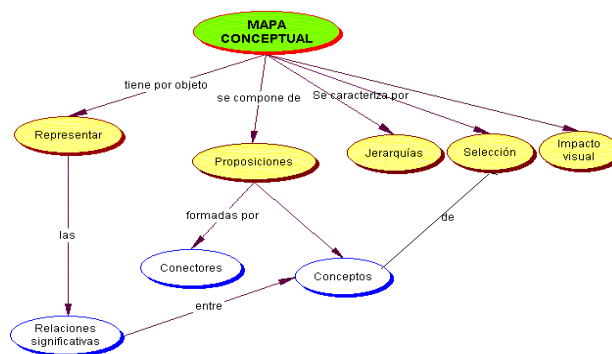 MAPA
CONCEPTUAL
tiene por objeto
se compone de
Se caracteriza por
Representar
Proposiciones
Jerarquías
Selección
Impacto
visual
las
formadas por
de
Conectores
Conceptos
entre
Relaciones
significativas